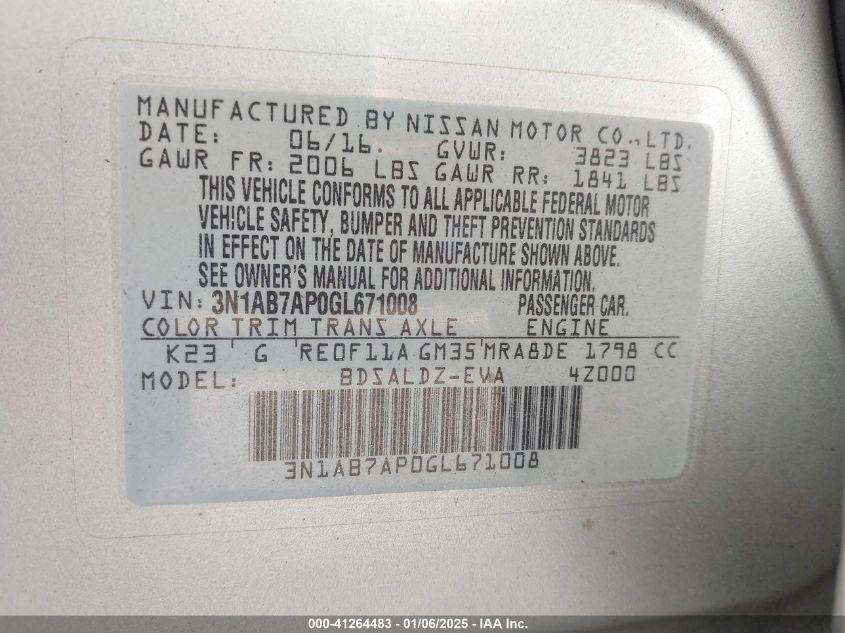 MANUFACTURED BY NISSAN MOTOR CO., LTD.
DATE: 06/16. GVWR: 3823 LBS
GAWR FR: 2006 LBS GAWR RR: 1841 LBS
THIS VEHICLE CONFORMS TO ALL APPLICABLE FEDERAL MOTOR
VEHICLE SAFETY, BUMPER AND THEFT PREVENTION STANDARDS
IN EFFECT ON THE DATE OF MANUFACTURE SHOWN ABOVE.
SEE OWNER'S MANUAL FOR ADDITIONAL INFORMATION.
VIN: 3N1AB7AP0GL671008 PASSENGER CAR.
COLOR TRIM TRANS AXLE ENGINE
K23 G RE0F11A GM35 MRA8DE 1798 CC
MODEL: BDSALDZ-EVA 4Z000
3N1AB7AP0GL671008
000-41264483 - 01/06/2025 - IAA Inc.